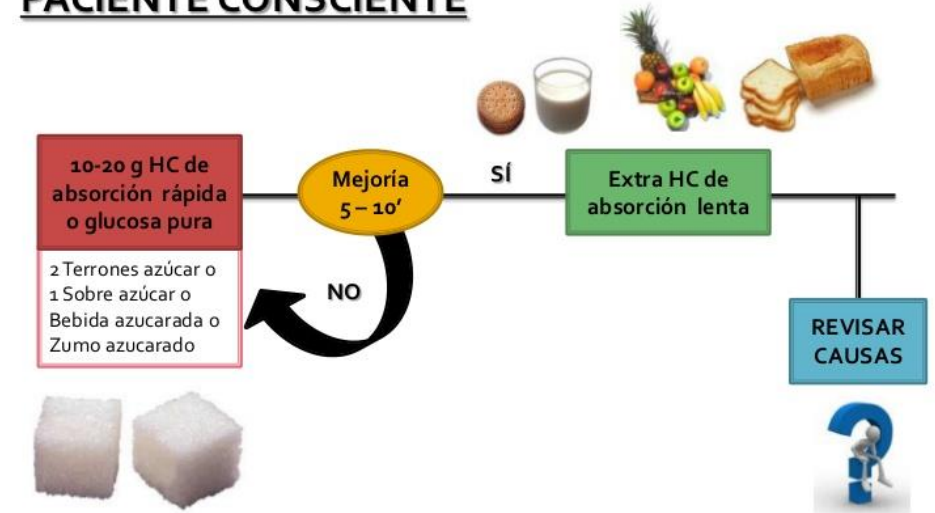 PACIENTE CONSCIENTE
10-20 g HC de
absorción rápida
o glucosa pura
2 Terrones azúcar o
1 Sobre azúcar o
Bebida azucarada o
Zumo azucarado
Mejoría
5 – 10’
NO
SÍ
Extra HC de
absorción lenta
REVISAR
CAUSAS